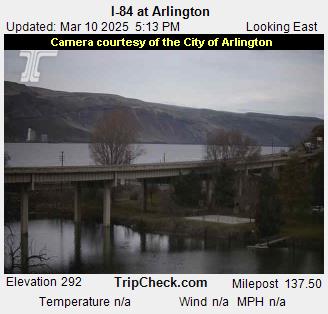 I-84 at Arlington
Updated: Mar 10 2025 5:13 PM Looking East
Camera courtesy of the City of Arlington
Elevation 292 TripCheck.com Milepost 137.50
Temperature n/a Wind n/a MPH n/a